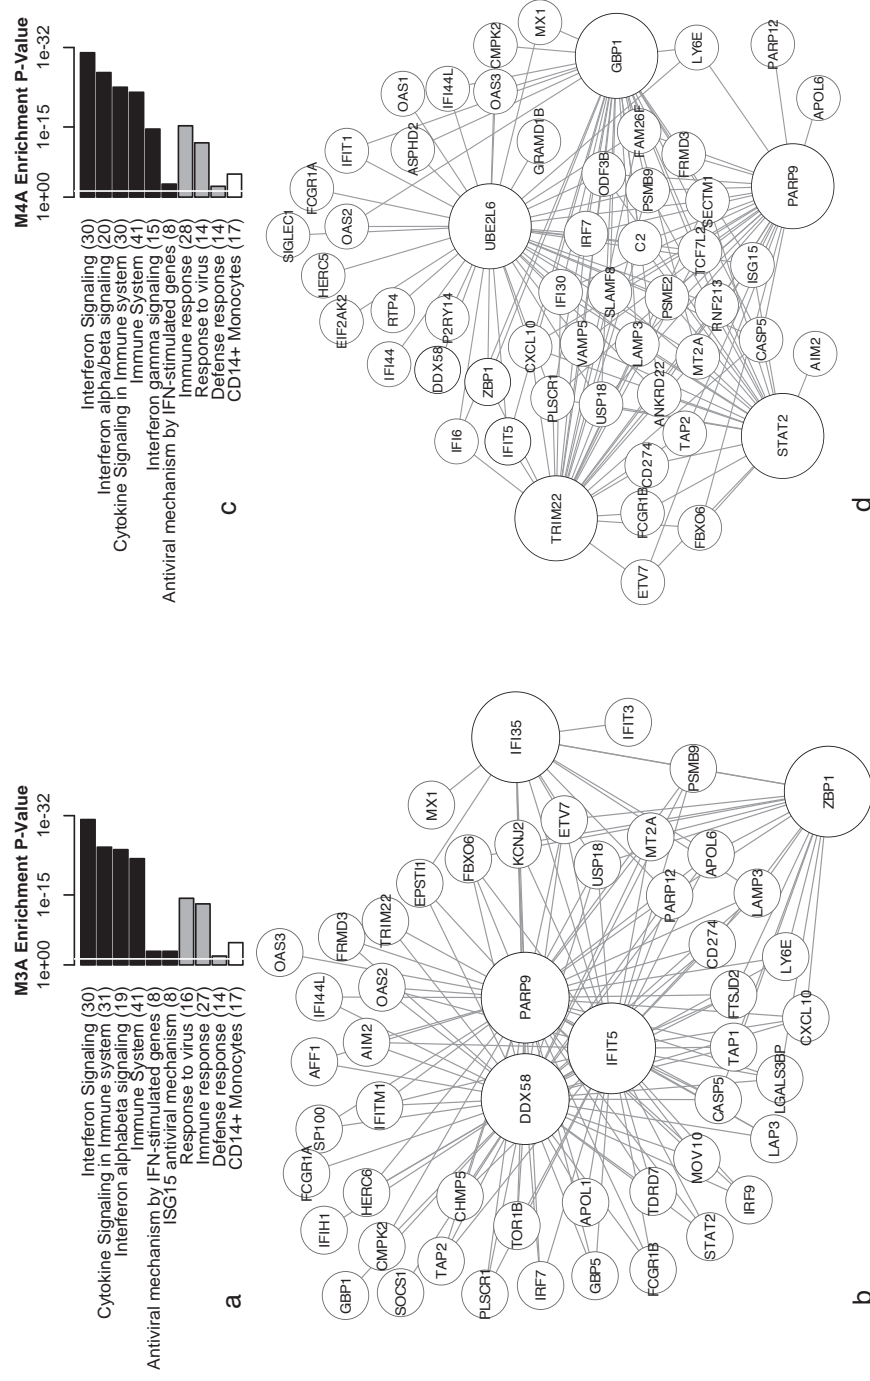 M3A Enrichment P-Value
1e+00
1e-15
1e-32
Interferon Signaling (30)
Cytokine Signaling in Immune system (31)
Interferon alphabeta signaling (19)
Immune System (41)
Antiviral mechanism by IFN-stimulated genes (8)
ISG15 antiviral mechanism (8)
Response to virus (16)
Immune response (27)
Defense response (14)
CD14+ Monocytes (17)
a
OAS3
FRMD3
TRIM22
EPSTI1
FBXO6
MX1
KCNJ2
ETV7
IFI35
IFIT3
PSMB9
MT2A
USP18
APOL6
PARP12
LAMP3
ZBP1
IFI44L
OAS2
AFF1
AIM2
SP100
IFITM1
FCGR1A
IFIH1
HERC6
CMPK2
GBP1
SOCS1
TAP2
CHMP5
PLSCR1
TOR1B
IRF7
APOL1
GBP5
FCGR1B
TDRD7
STAT2
MOV10
IRF9
LAP3
CASP5
LGALS3BP
TAP1
CXCL10
FTSJD2
LY6E
CD274
PARP9
DDX58
IFIT5
b
M4A Enrichment P-Value
1e+00
1e-15
1e-32
Interferon Signaling (30)
Interferon alpha/beta signaling (20)
Cytokine Signaling in Immune system (30)
Immune System (41)
Interferon gamma signaling (15)
Antiviral mechanism by IFN-stimulated genes (8)
Immune response (28)
Response to virus (14)
Defense response (14)
CD14+ Monocytes (17)
c
SIGLEC1
FCGR1A
IFIT1
OAS1
IFI44L
CMPK2
MX1
OAS3
ASPHD2
OAS2
HERC5
EIF2AK2
RTP4
IFI44
P2RY14
DDX58
ZBP1
IFI6
IFIT5
UBE2L6
GRAMD1B
GBP1
LY6E
PARP12
APOL6
FAM26F
FRMD3
ODF3B
PSMB9
SECTM1
PARP9
IRF7
C2
TCF7L2
ISG15
IFI30
SLAMF8
PSME2
RNF213
CXCL10
VAMP5
LAMP3
MT2A
CASP5
AIM2
PLSCR1
USP18
ANKRD22
TAP2
STAT2
CD274
FCGR1B
FBXO6
TRIM22
ETV7
d